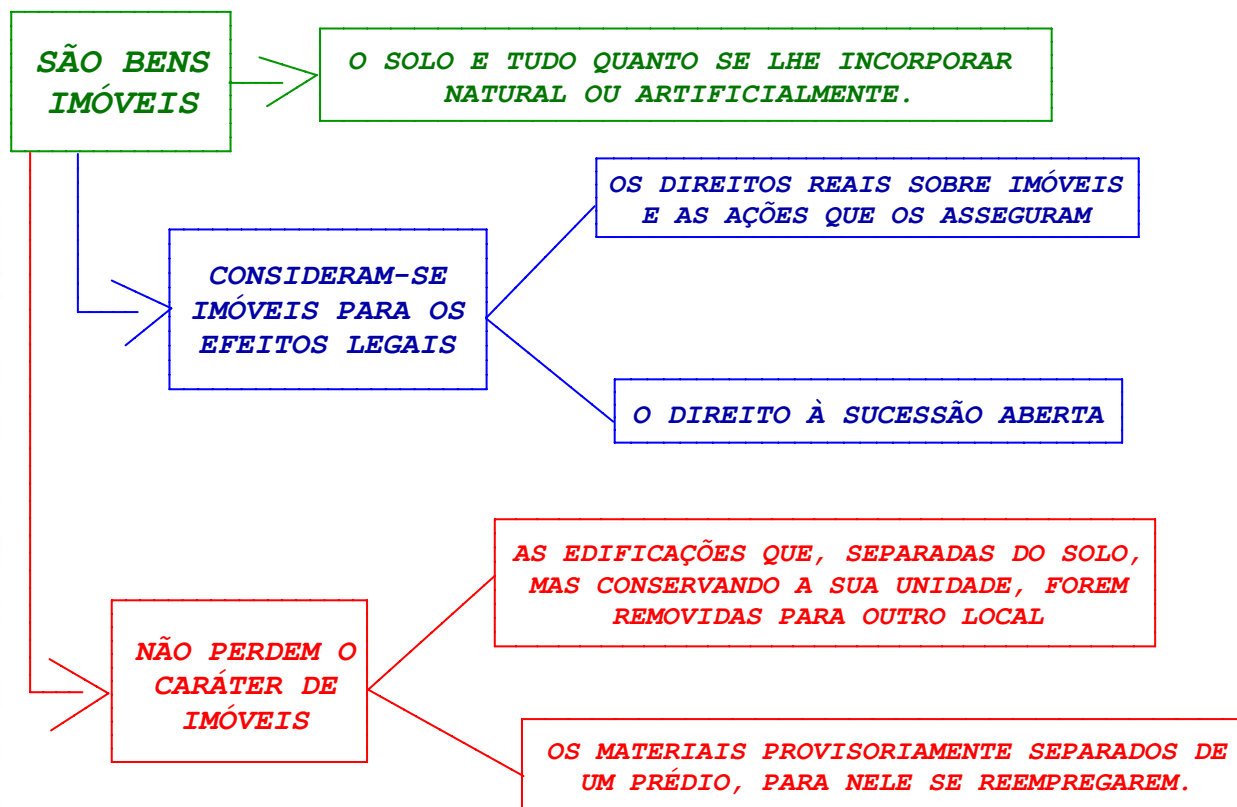 SÃO BENS
IMÓVEIS
O SOLO E TUDO QUANTO SE LHE INCORPORAR
NATURAL OU ARTIFICIALMENTE.
CONSIDERAM-SE
IMÓVEIS PARA OS
EFEITOS LEGAIS
OS DIREITOS REAIS SOBRE IMÓVEIS
E AS AÇÕES QUE OS ASSEGURAM
O DIREITO À SUCESSÃO ABERTA
NÃO PERDEM O
CARÁTER DE
IMÓVEIS
AS EDIFICAÇÕES QUE, SEPARADAS DO SOLO,
MAS CONSERVANDO A SUA UNIDADE, FOREM
REMOVIDAS PARA OUTRO LOCAL
OS MATERIAIS PROVISORIAMENTE SEPARADOS DE
UM PRÉDIO, PARA NELE SE REEMPREGAREM.